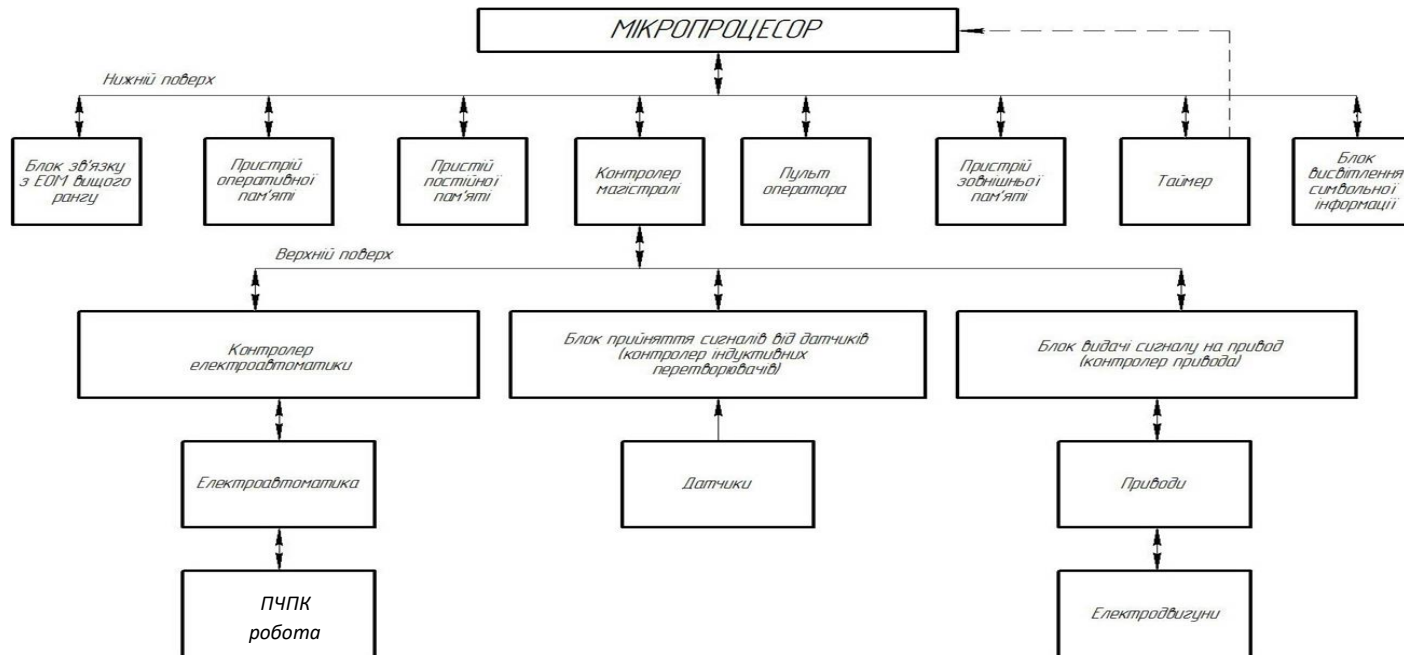 МІКРОПРОЦЕСОР
Нижній поверх
Блок зв'язку
з ЕОМ вищого
рангу
Пристрій
оперативної
пам'яті
Пристій
постійної
пам'яті
Контролер
магістралі
Пульт
оператора
Пристрій
зовнішньої
пам'яті
Таймер
Блок
висвітлення
символьної
інформації
Верхній поверх
Контролер
електроавтоматики
Блок прийняття сигналів від датчиків
(контролер індуктивних
перетворювачів)
Блок видачі сигналу на привод
(контролер привода)
Електроавтоматика
Датчики
Приводи
ПЧПК
робота
Електродвигуни